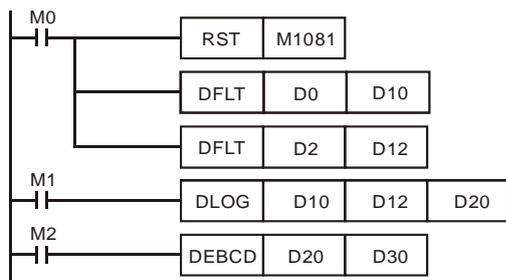 M0
RST M1081
DFLT D0 D10
DFLT D2 D12
M1
DLOG D10 D12 D20
M2
DEBCD D20 D30